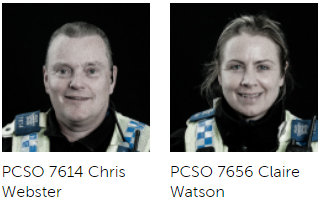 PCSO 7614 Chris
Webster
PCSO 7656 Claire
Watson